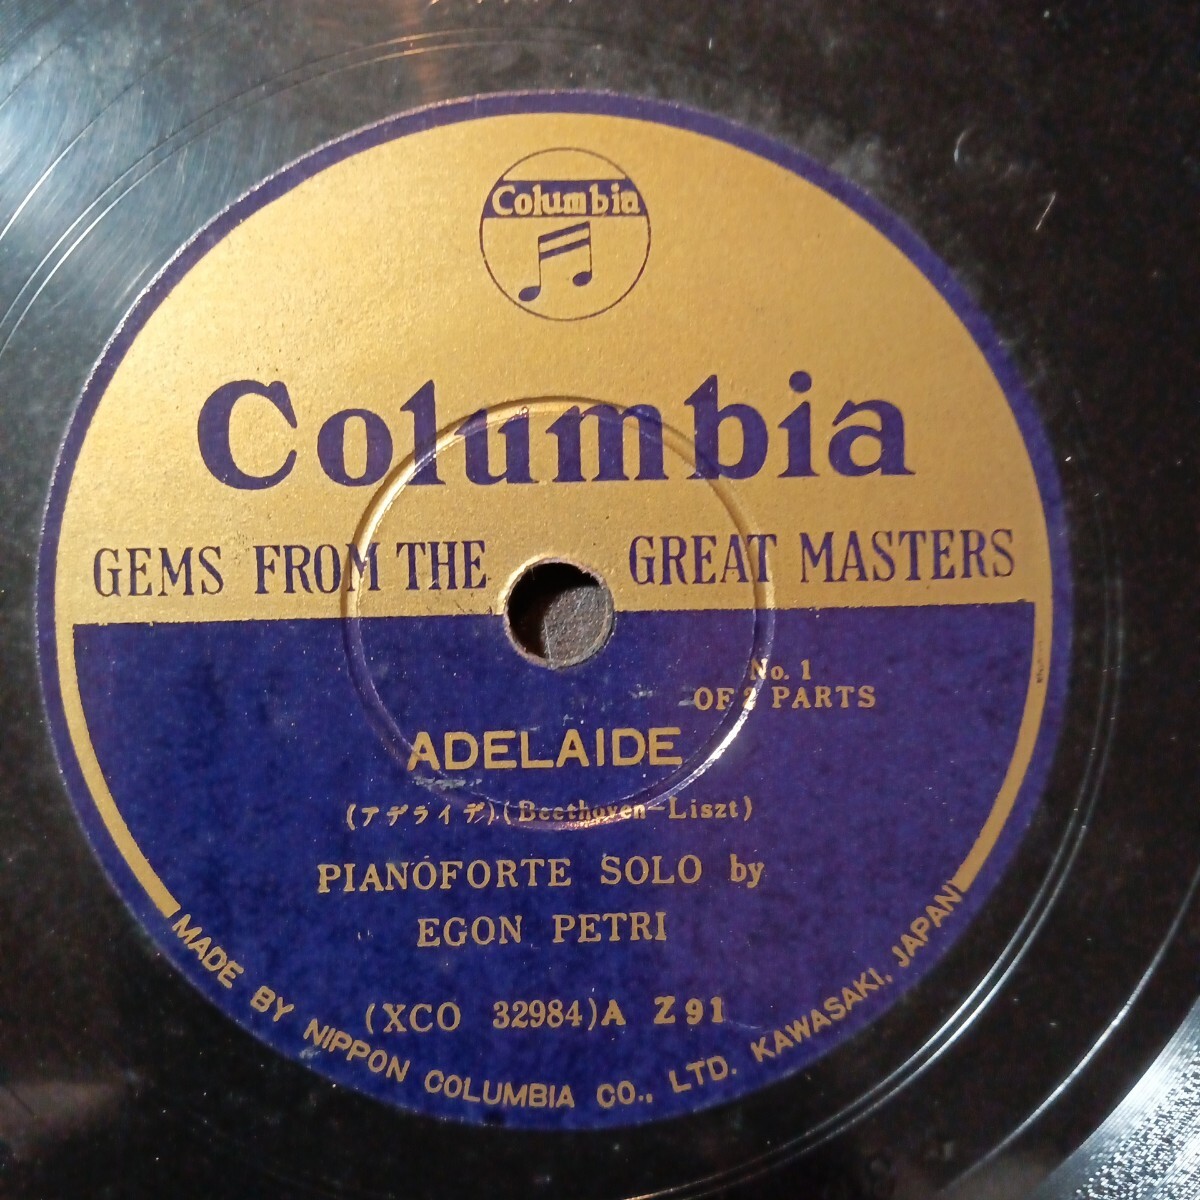 Columbia
Columbia
GEMS FROM THE GREAT MASTERS
No. 1
OF 2 PARTS
ADELAIDE
(アデライデ)(Beethoven-Liszt)
PIANOFORTE SOLO by
EGON PETRI
(XCO 32984)A Z91
MADE BY NIPPON COLUMBIA CO., LTD. KAWASAKI, JAPAN